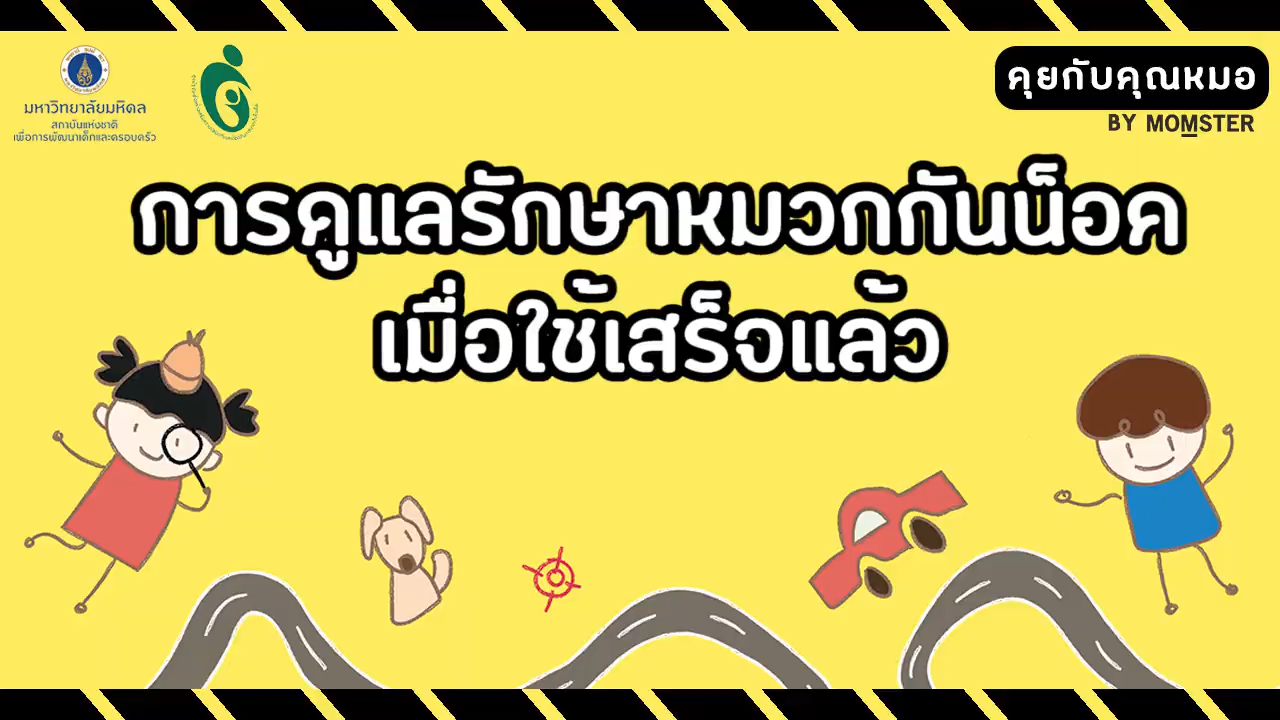 มหาวิทยาลัยมหิดล
สถาบันแห่งชาติ
เพื่อการพัฒนาเด็กและครอบครัว
คุยกับคุณหมอ
BY MOMSTER
การดูแลรักษาหมวกกันน็อค
เมื่อใช้เสร็จแล้ว